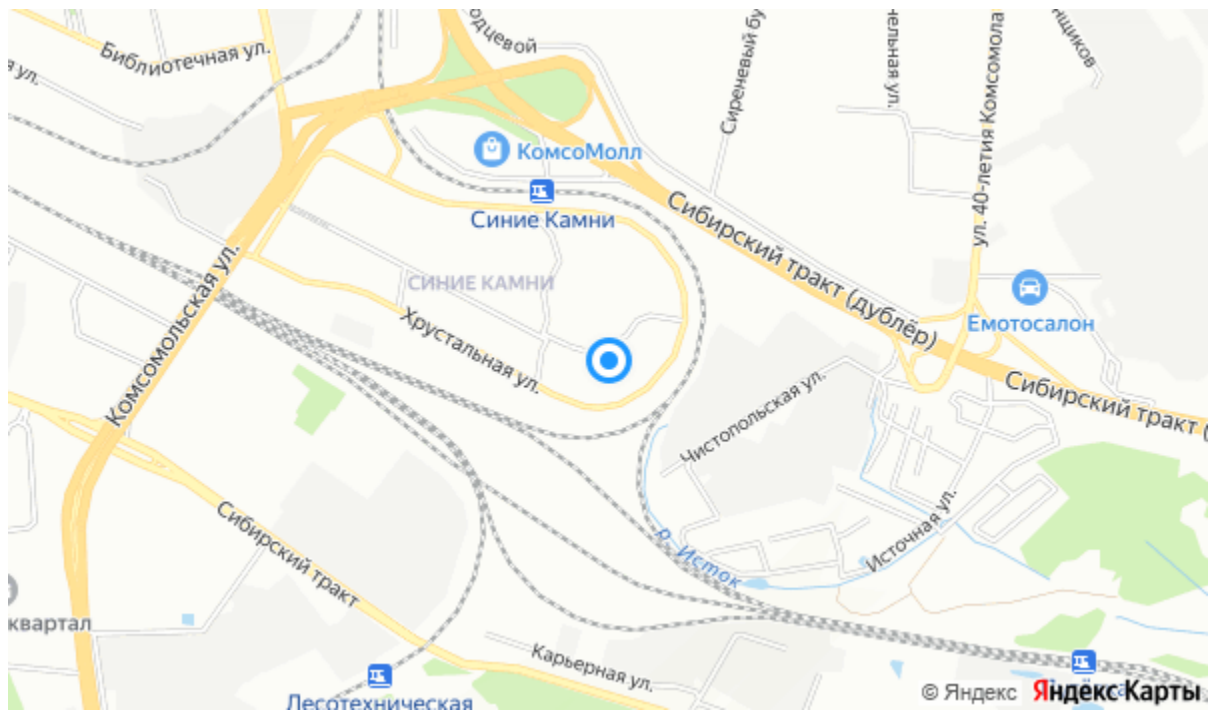 Библиотечная ул.
ул.
Сиреневый бу
ул. 40-летия Комсомола
КомсоМолл
Синие Камни
Сибирский тракт (дублёр)
СИНИЕ КАМНИ
Комсомольская ул.
Хрустальная ул.
Емотосалон
Сибирский тракт (
Чистопольская ул.
Сибирский тракт
р. Исток
Источная ул.
квартал
Карьерная ул.
Лесотехническая
© Яндекс Яндекс Карты